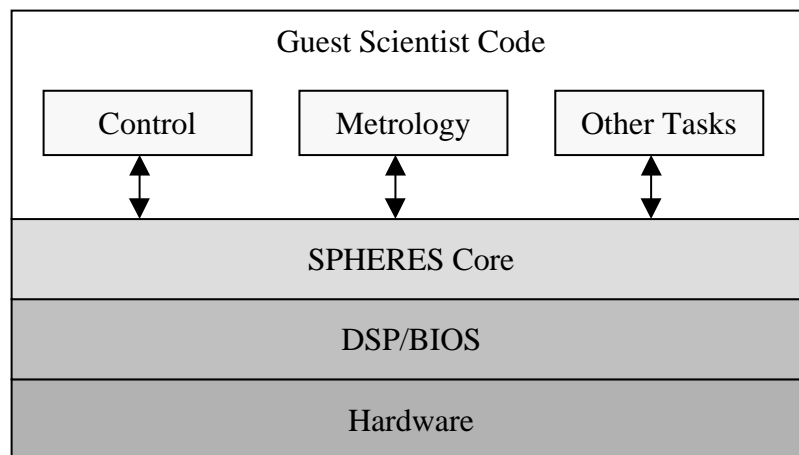 Guest Scientist Code
Control
Metrology
Other Tasks
SPHERES Core
DSP/BIOS
Hardware